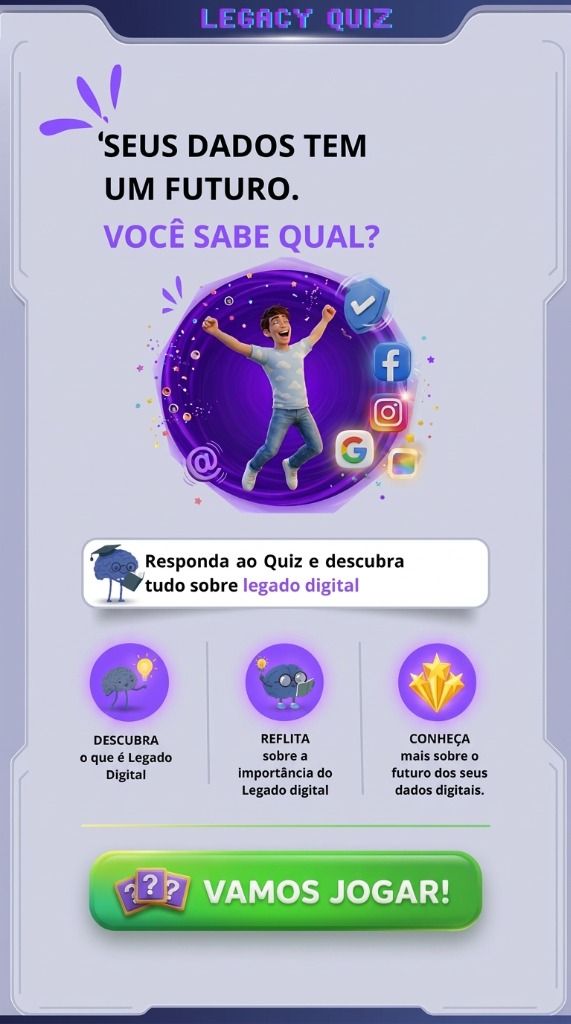 LEGACY QUIZ
‘SEUS DADOS TEM
UM FUTURO.
VOCÊ SABE QUAL?
f
G
@
Responda ao Quiz e descubra
tudo sobre legado digital
DESCUBRA
o que é Legado
Digital
REFLITA
sobre a
importância do
Legado digital
CONHEÇA
mais sobre o
futuro dos seus
dados digitais.
? ? ?
VAMOS JOGAR!